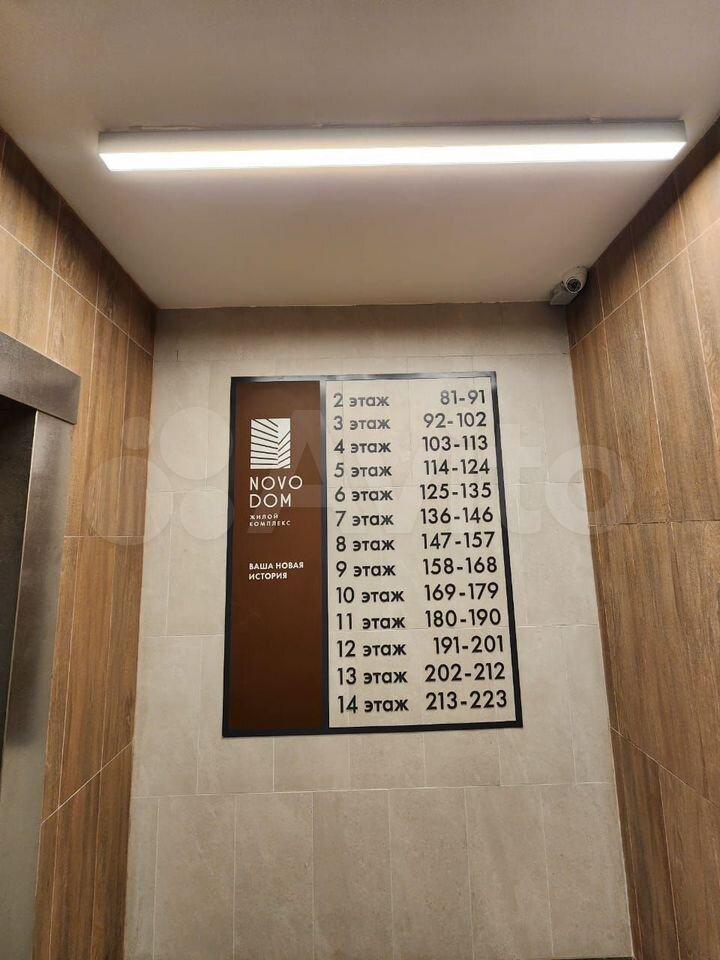 NOVO
DOM
ЖИЛОЙ
КОМПЛЕКС
ВАША НОВАЯ
ИСТОРИЯ
2 этаж 81-91
3 этаж 92-102
4 этаж 103-113
5 этаж 114-124
6 этаж 125-135
7 этаж 136-146
8 этаж 147-157
9 этаж 158-168
10 этаж 169-179
11 этаж 180-190
12 этаж 191-201
13 этаж 202-212
14 этаж 213-223
Avito